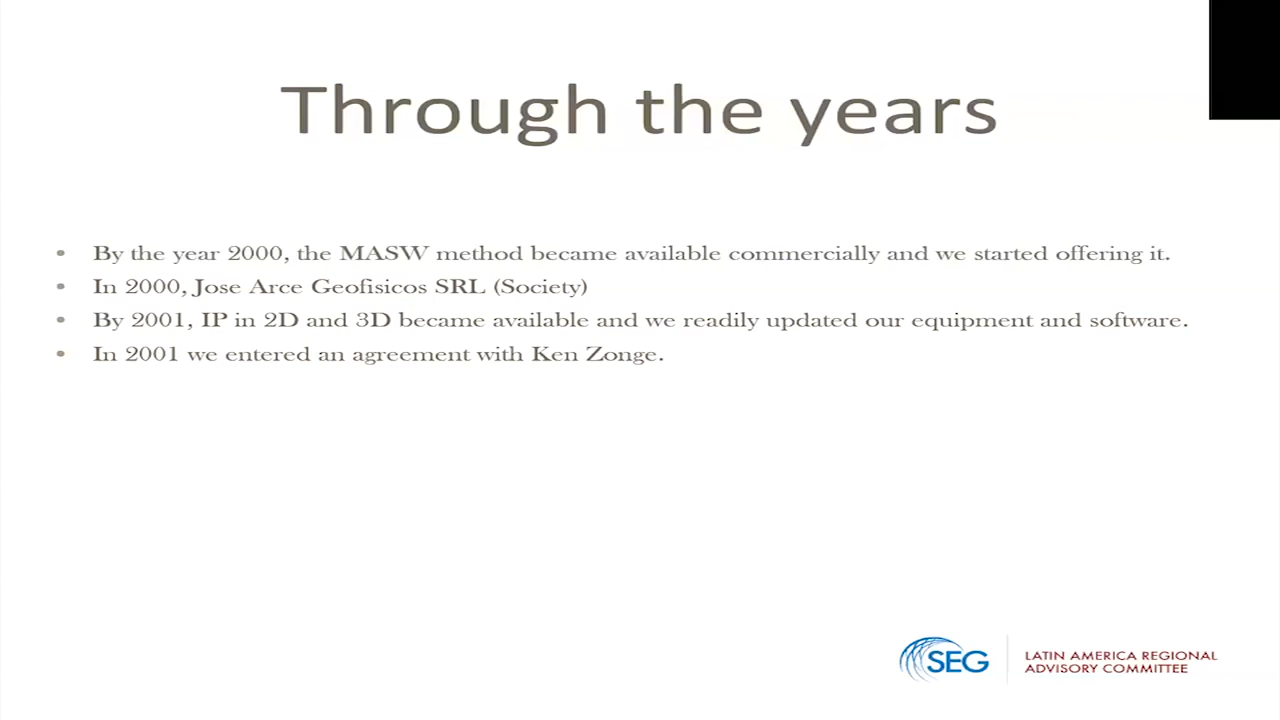 Through the years
• By the year 2000, the MASW method became available commercially and we started offering it.
• In 2000, Jose Arce Geofisicos SRL (Society)
• By 2001, IP in 2D and 3D became available and we readily updated our equipment and software.
• In 2001 we entered an agreement with Ken Zonge.
SEG
LATIN AMERICA REGIONAL
ADVISORY COMMITTEE